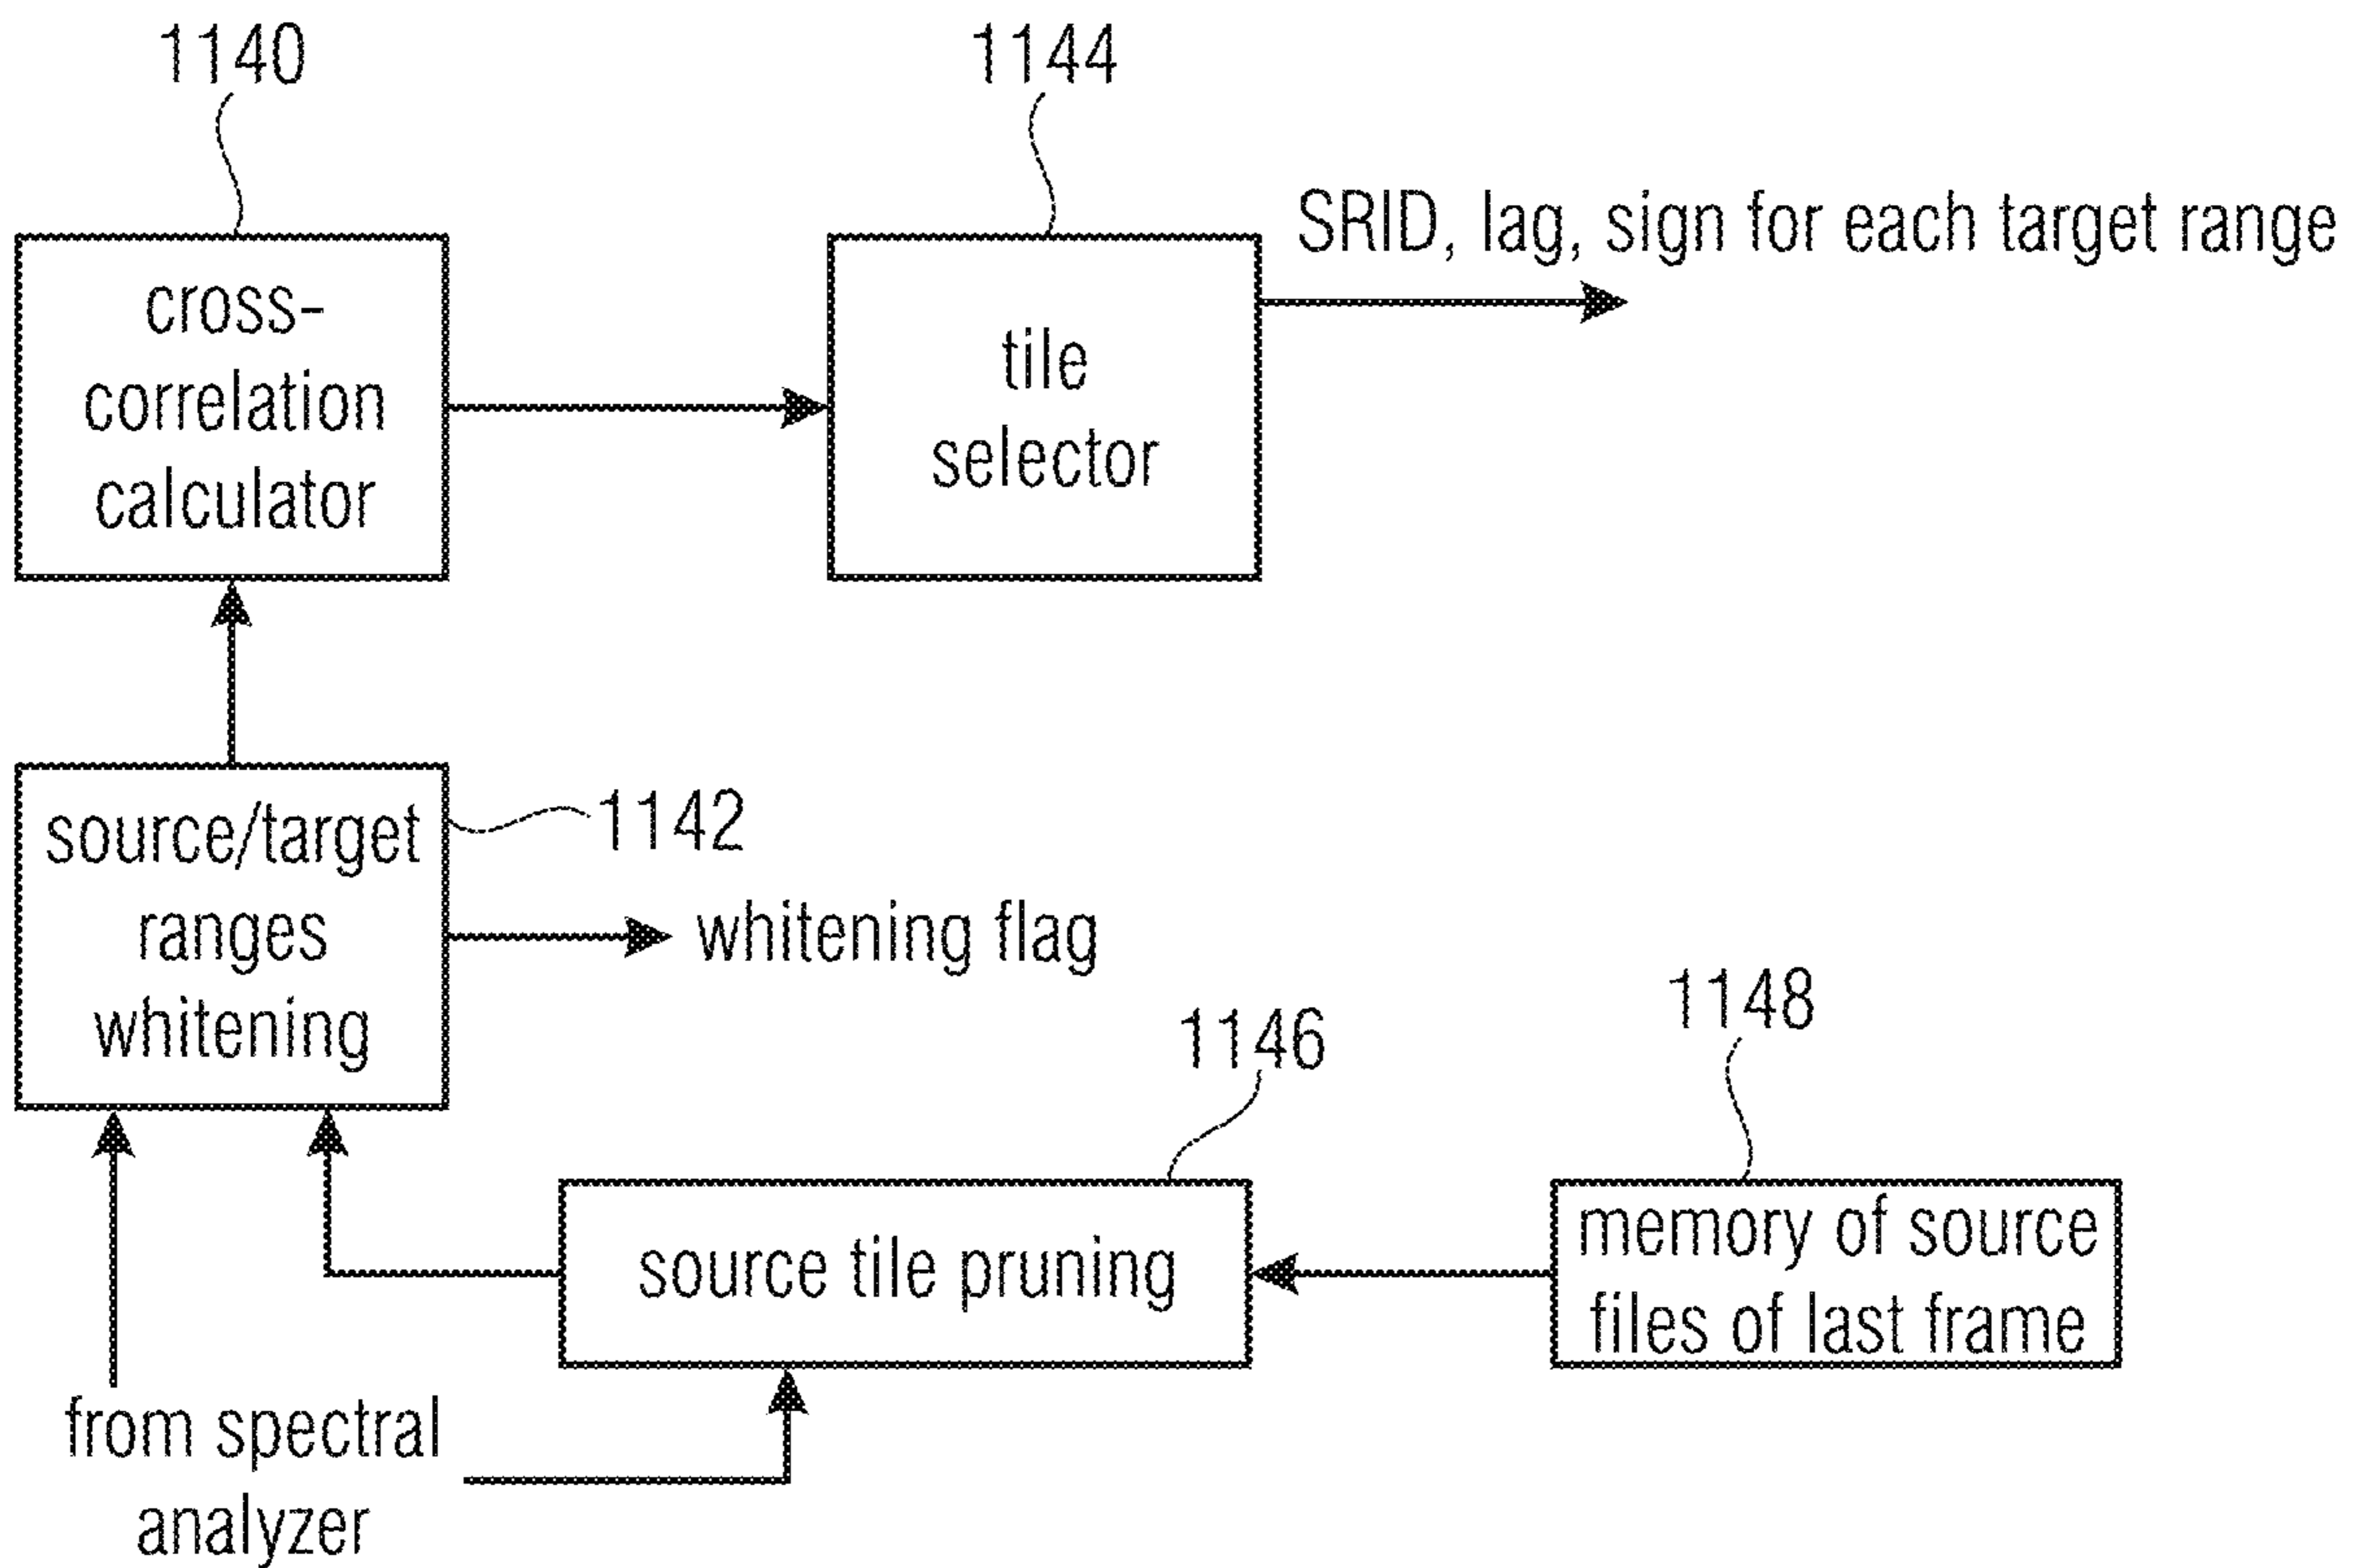 1140
1144
SRID, lag, sign for each target range
cross-
correlation
calculator
tile
selector
source/target
ranges
whitening
1142
whitening flag
1146
1148
source tile pruning
memory of source
files of last frame
from spectral
analyzer